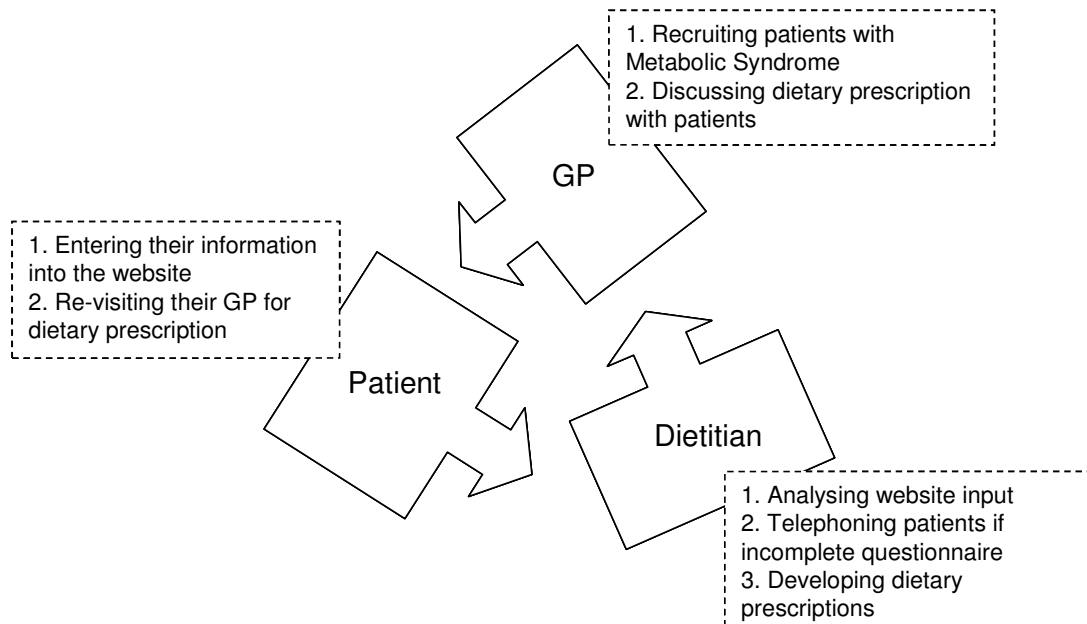 1. Recruiting patients with
Metabolic Syndrome
2. Discussing dietary prescription
with patients
GP
1. Entering their information
into the website
2. Re-visiting their GP for
dietary prescription
Patient
Dietitian
1. Analysing website input
2. Telephoning patients if
incomplete questionnaire
3. Developing dietary
prescriptions